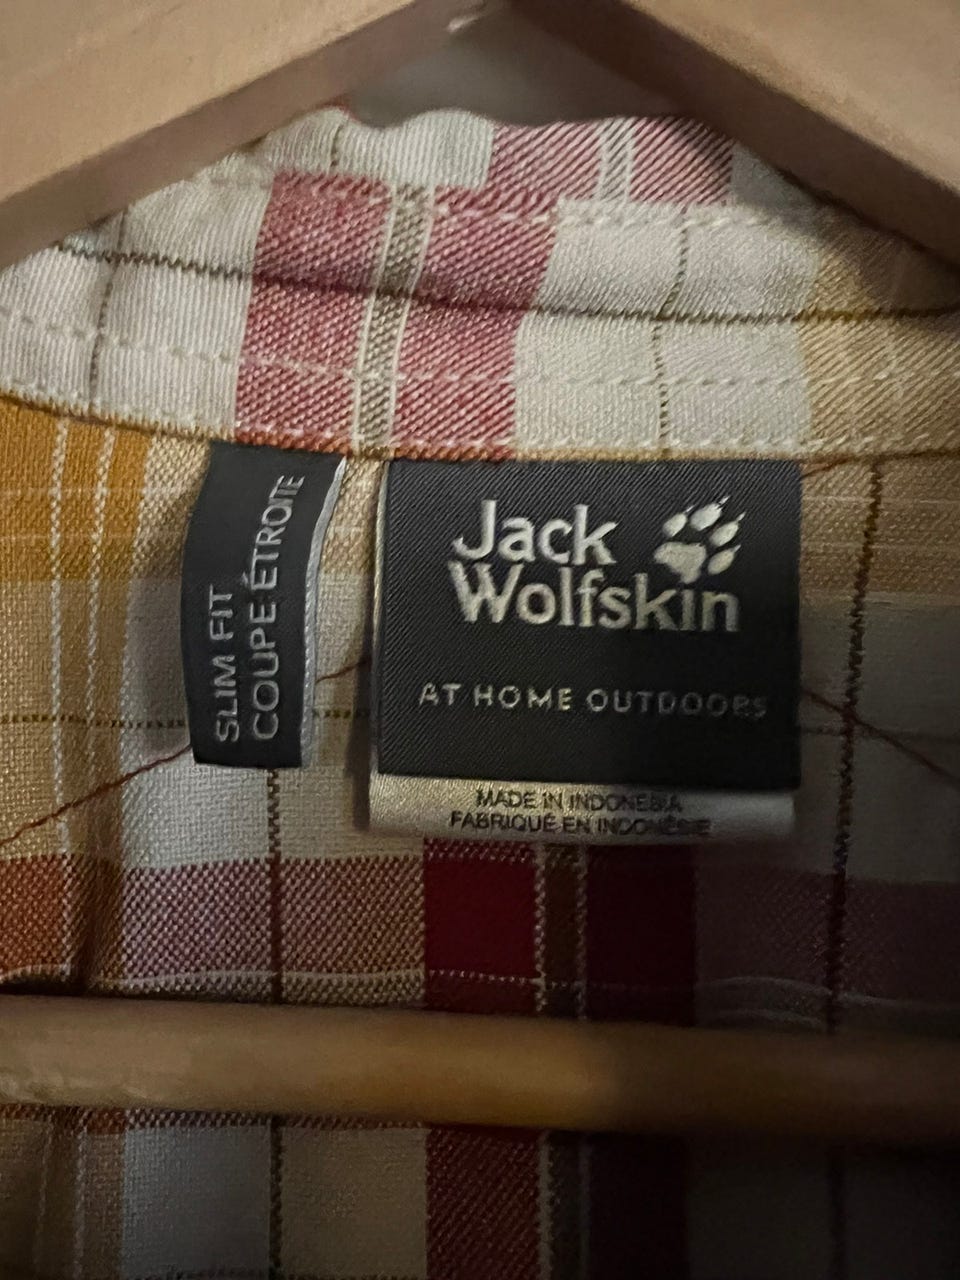 SLIM FIT
COUPE ÉTROITE
Jack
Wolfskin
AT HOME OUTDOORS
MADE IN INDONESIA
FABRIQUÉ EN INDONÉSIE